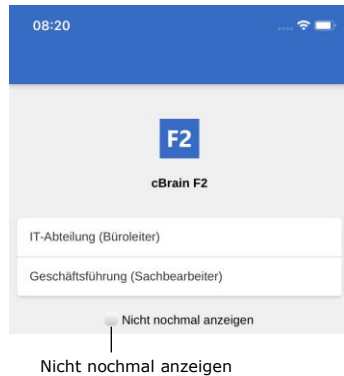 08:20
F2
cBrain F2
IT-Abteilung (Büroleiter)
Geschäftsführung (Sachbearbeiter)
Nicht nochmal anzeigen
Nicht nochmal anzeigen